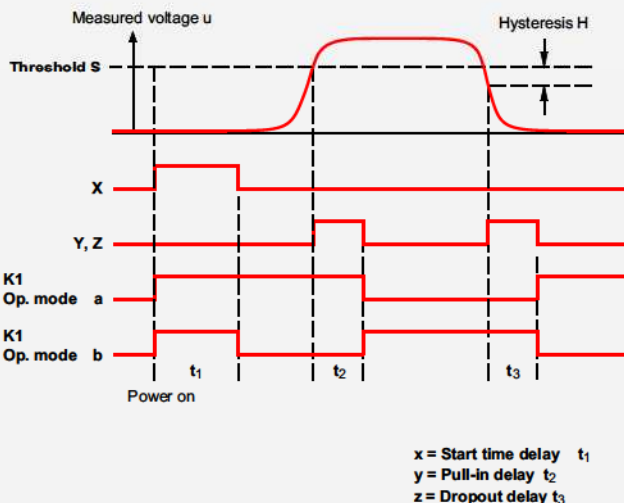 Measured voltage u
Hysteresis H
Threshold S
X
Y, Z
K1
Op. mode a
K1
Op. mode b
t1 t2 t3
Power on
x = Start time delay t1
y = Pull-in delay t2
z = Dropout delay t3